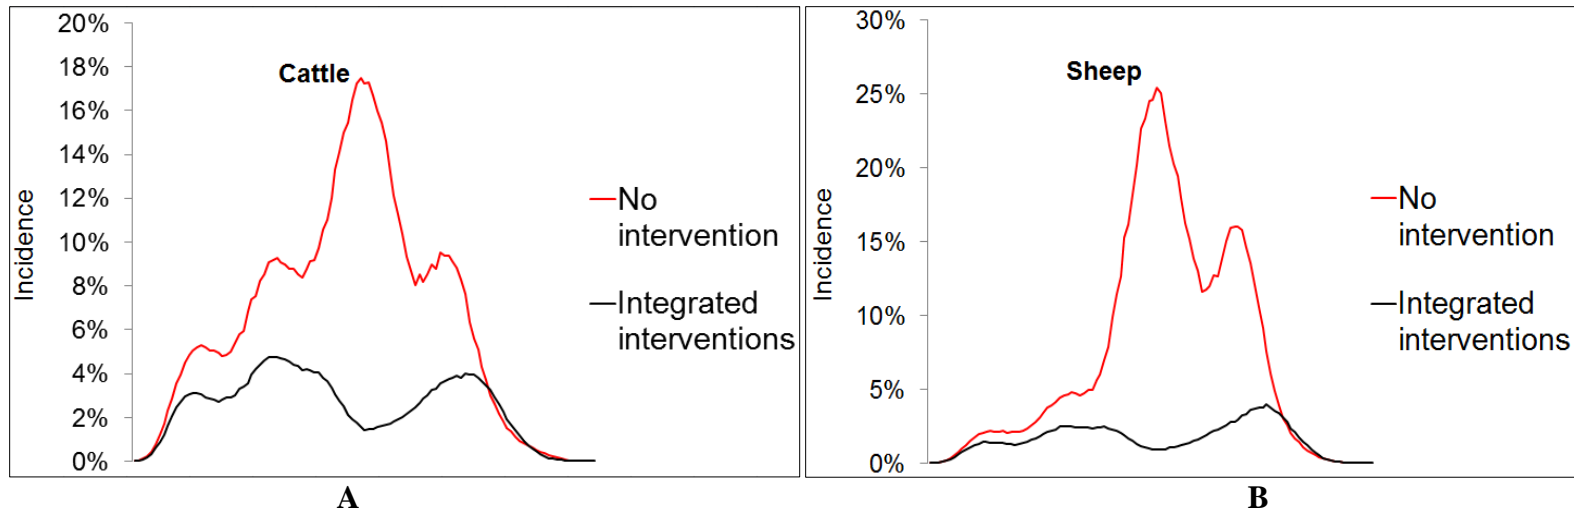 20%
18%
16%
14%
12%
10%
8%
6%
4%
2%
0%
Incidence
Cattle
No
intervention
Integrated
interventions
A
30%
25%
20%
15%
10%
5%
0%
Incidence
Sheep
No
intervention
Integrated
interventions
B